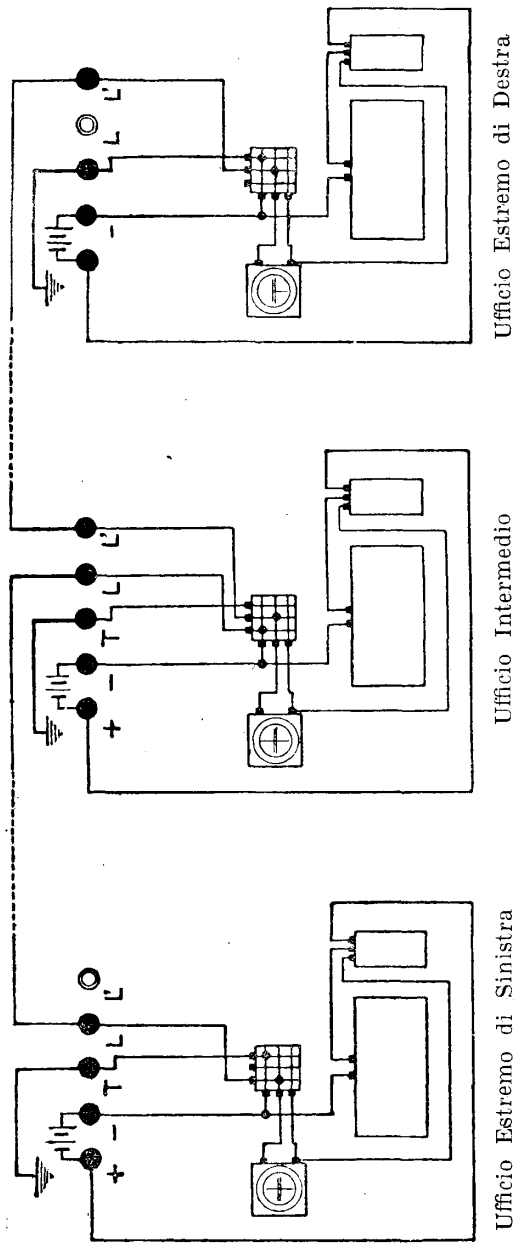 + − T L L'
+ − T L L'
− L L'
Ufficio Estremo di Sinistra
Ufficio Intermedio
Ufficio Estremo di Destra